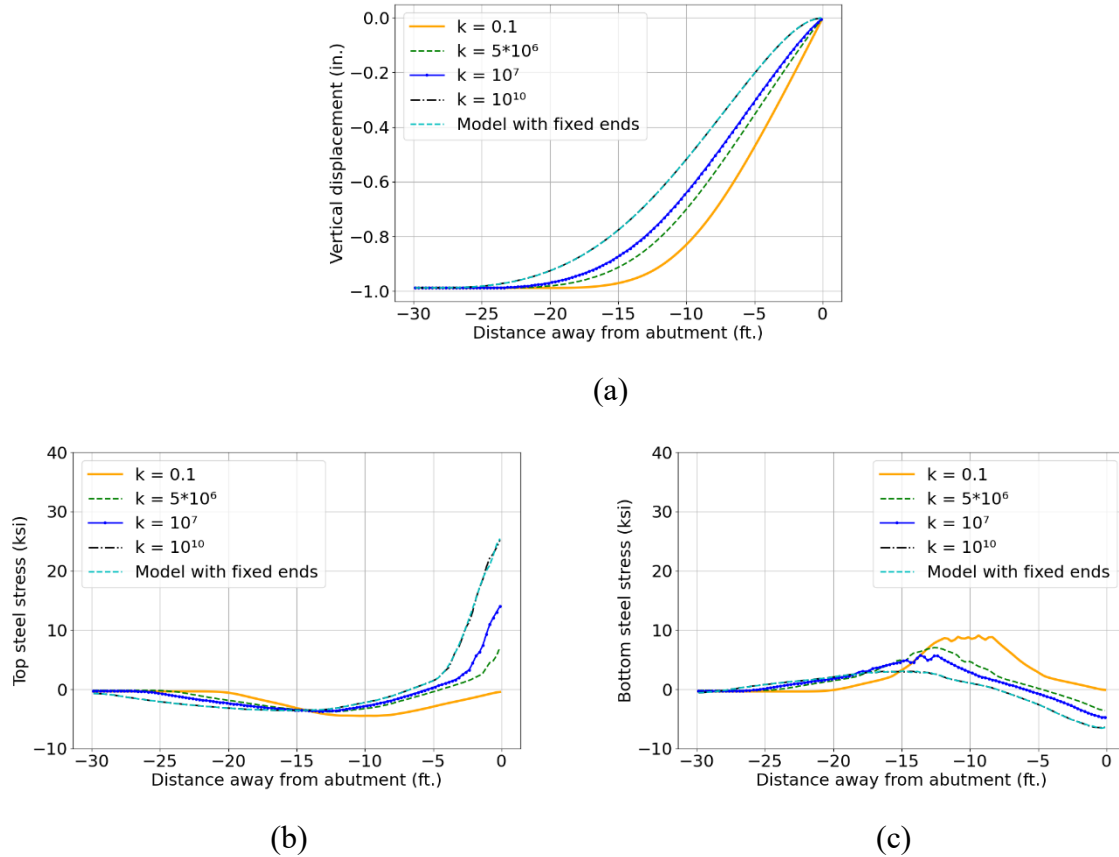 Vertical displacement (in.)
0.0
−0.2
−0.4
−0.6
−0.8
−1.0
k = 0.1
k = 5*10⁶
k = 10⁷
k = 10¹⁰
Model with fixed ends
−30 −25 −20 −15 −10 −5 0
Distance away from abutment (ft.)
(a)
Top steel stress (ksi)
40
30
20
10
0
−10
k = 0.1
k = 5*10⁶
k = 10⁷
k = 10¹⁰
Model with fixed ends
−30 −25 −20 −15 −10 −5 0
Distance away from abutment (ft.)
(b)
Bottom steel stress (ksi)
40
30
20
10
0
−10
k = 0.1
k = 5*10⁶
k = 10⁷
k = 10¹⁰
Model with fixed ends
−30 −25 −20 −15 −10 −5 0
Distance away from abutment (ft.)
(c)